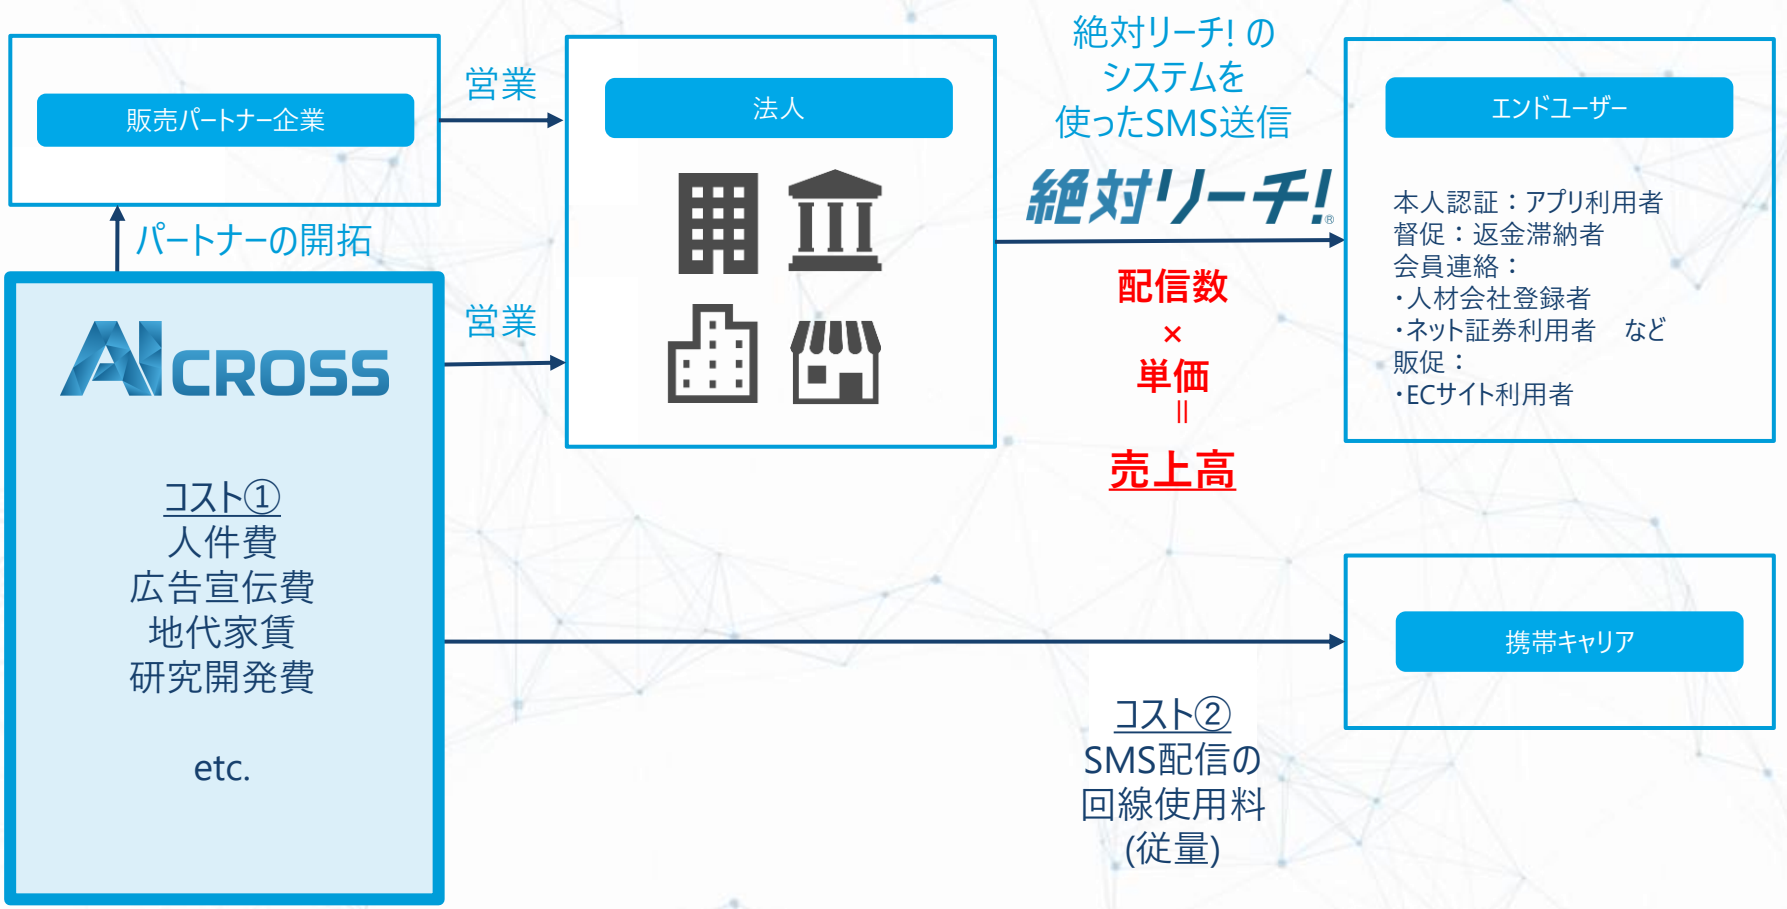 販売パートナー企業
営業
パートナーの開拓
AI CROSS
コスト①
人件費
広告宣伝費
地代家賃
研究開発費
etc.
営業
法人
絶対リーチ! の
システムを
使ったSMS送信
絶対リーチ!®
配信数
×
単価
=
売上高
エンドユーザー
本人認証：アプリ利用者
督促：返金滞納者
会員連絡：
・人材会社登録者
・ネット証券利用者　など
販促：
・ECサイト利用者
携帯キャリア
コスト②
SMS配信の
回線使用料
(従量)